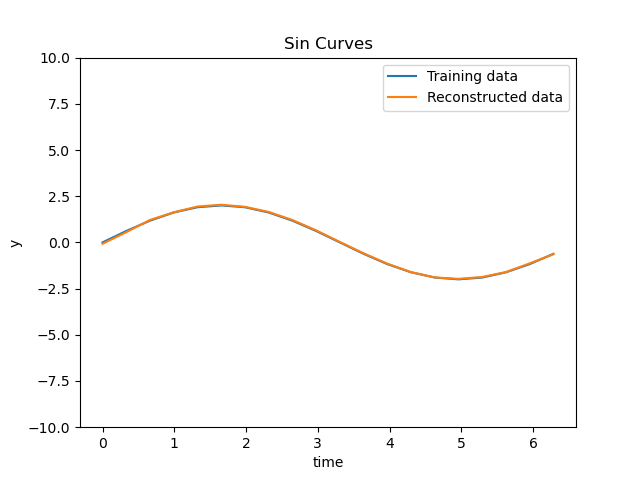 Sin Curves
Training data
Reconstructed data
y
10.0
7.5
5.0
2.5
0.0
−2.5
−5.0
−7.5
−10.0
0 1 2 3 4 5 6
time